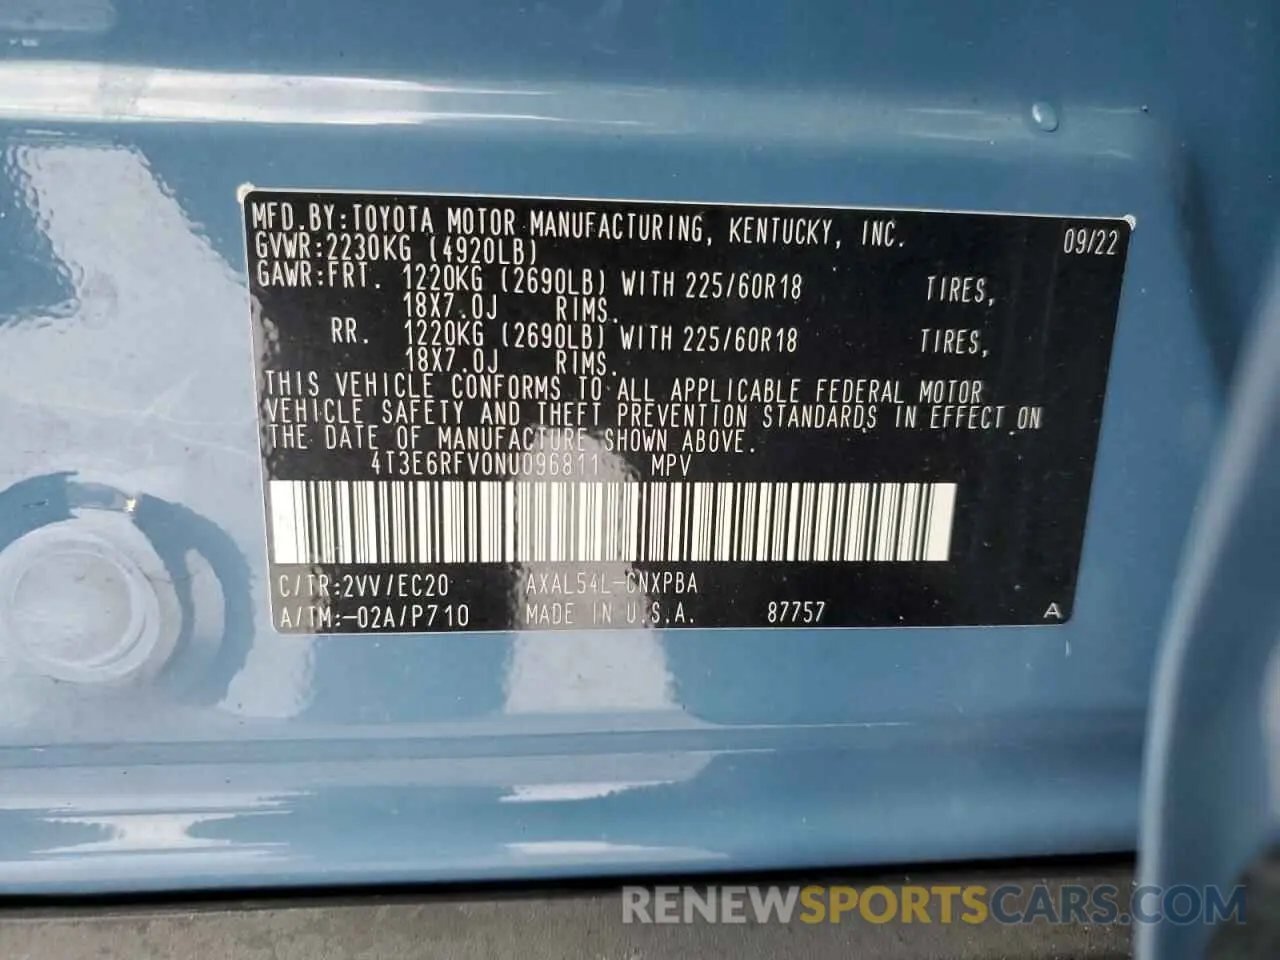 MFD.BY:TOYOTA MOTOR MANUFACTURING, KENTUCKY, INC. 09/22
GVWR:2230KG (4920LB)
GAWR:FRT. 1220KG (2690LB) WITH 225/60R18 TIRES,
18X7.0J RIMS.
RR. 1220KG (2690LB) WITH 225/60R18 TIRES,
18X7.0J RIMS.
THIS VEHICLE CONFORMS TO ALL APPLICABLE FEDERAL MOTOR
VEHICLE SAFETY AND THEFT PREVENTION STANDARDS IN EFFECT ON
THE DATE OF MANUFACTURE SHOWN ABOVE.
4T3E6RFV0NU096811 MPV
C/TR:2VV/EC20 AXAL54L-CNXPBA
A/TM:-02A/P710 MADE IN U.S.A. 87757 A
RENEWSPORTSCARS.COM